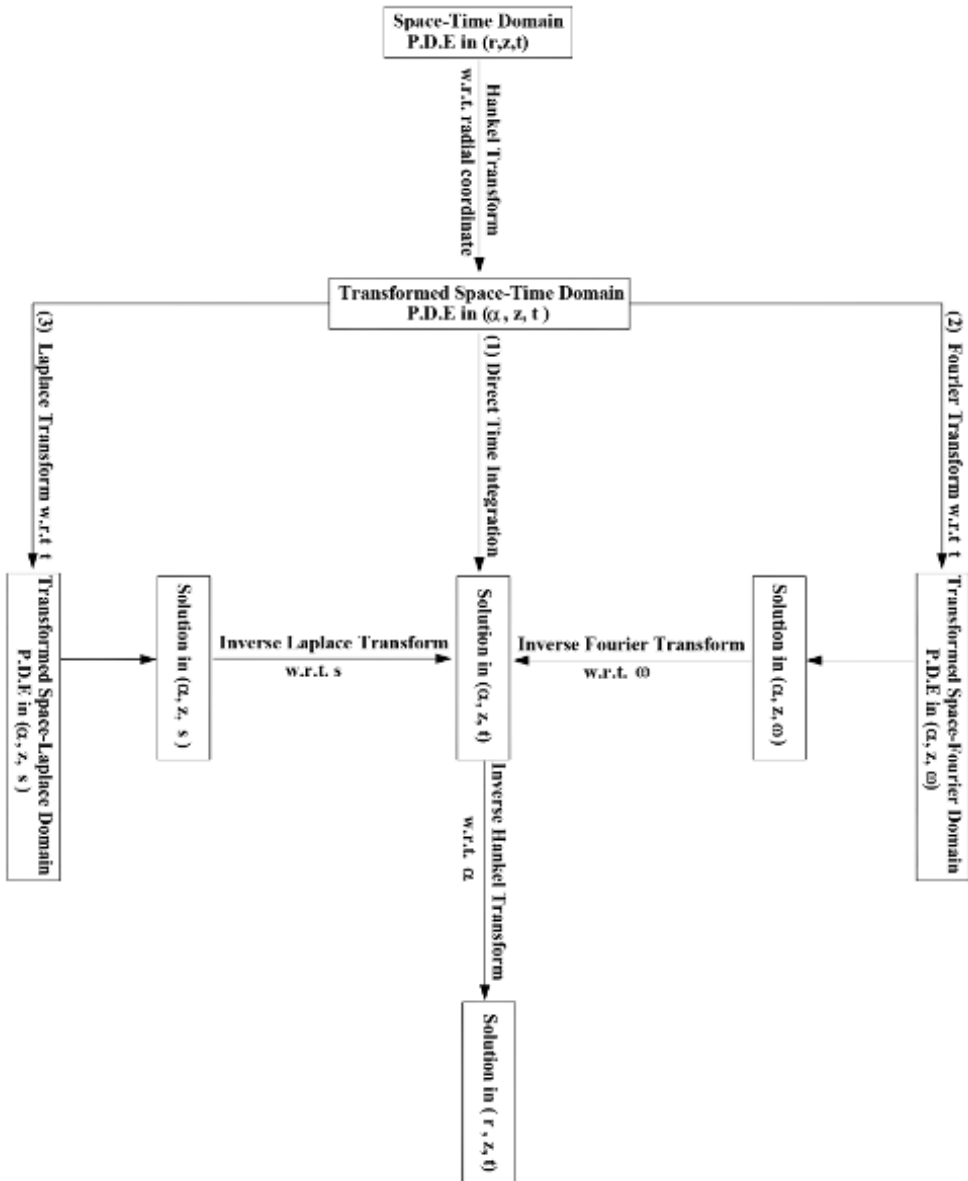 Space-Time Domain
P.D.E in (r,z,t)
Hankel Transform
w.r.t. radial coordinate
Transformed Space-Time Domain
P.D.E in (α , z, t )
(3) Laplace Transform w.r.t t
(1) Direct Time Integration
(2) Fourier Transform w.r.t t
Transformed Space-Laplace Domain
P.D.E in (α, z, s )
Solution in (α, z, s )
Inverse Laplace Transform
w.r.t. s
Solution in (α, z, t)
Inverse Fourier Transform
w.r.t. ω
Solution in (α, z, ω)
Transformed Space-Fourier Domain
P.D.E in (α, z, ω)
Inverse Hankel Transform
w.r.t. α
Solution in ( r , z, t)